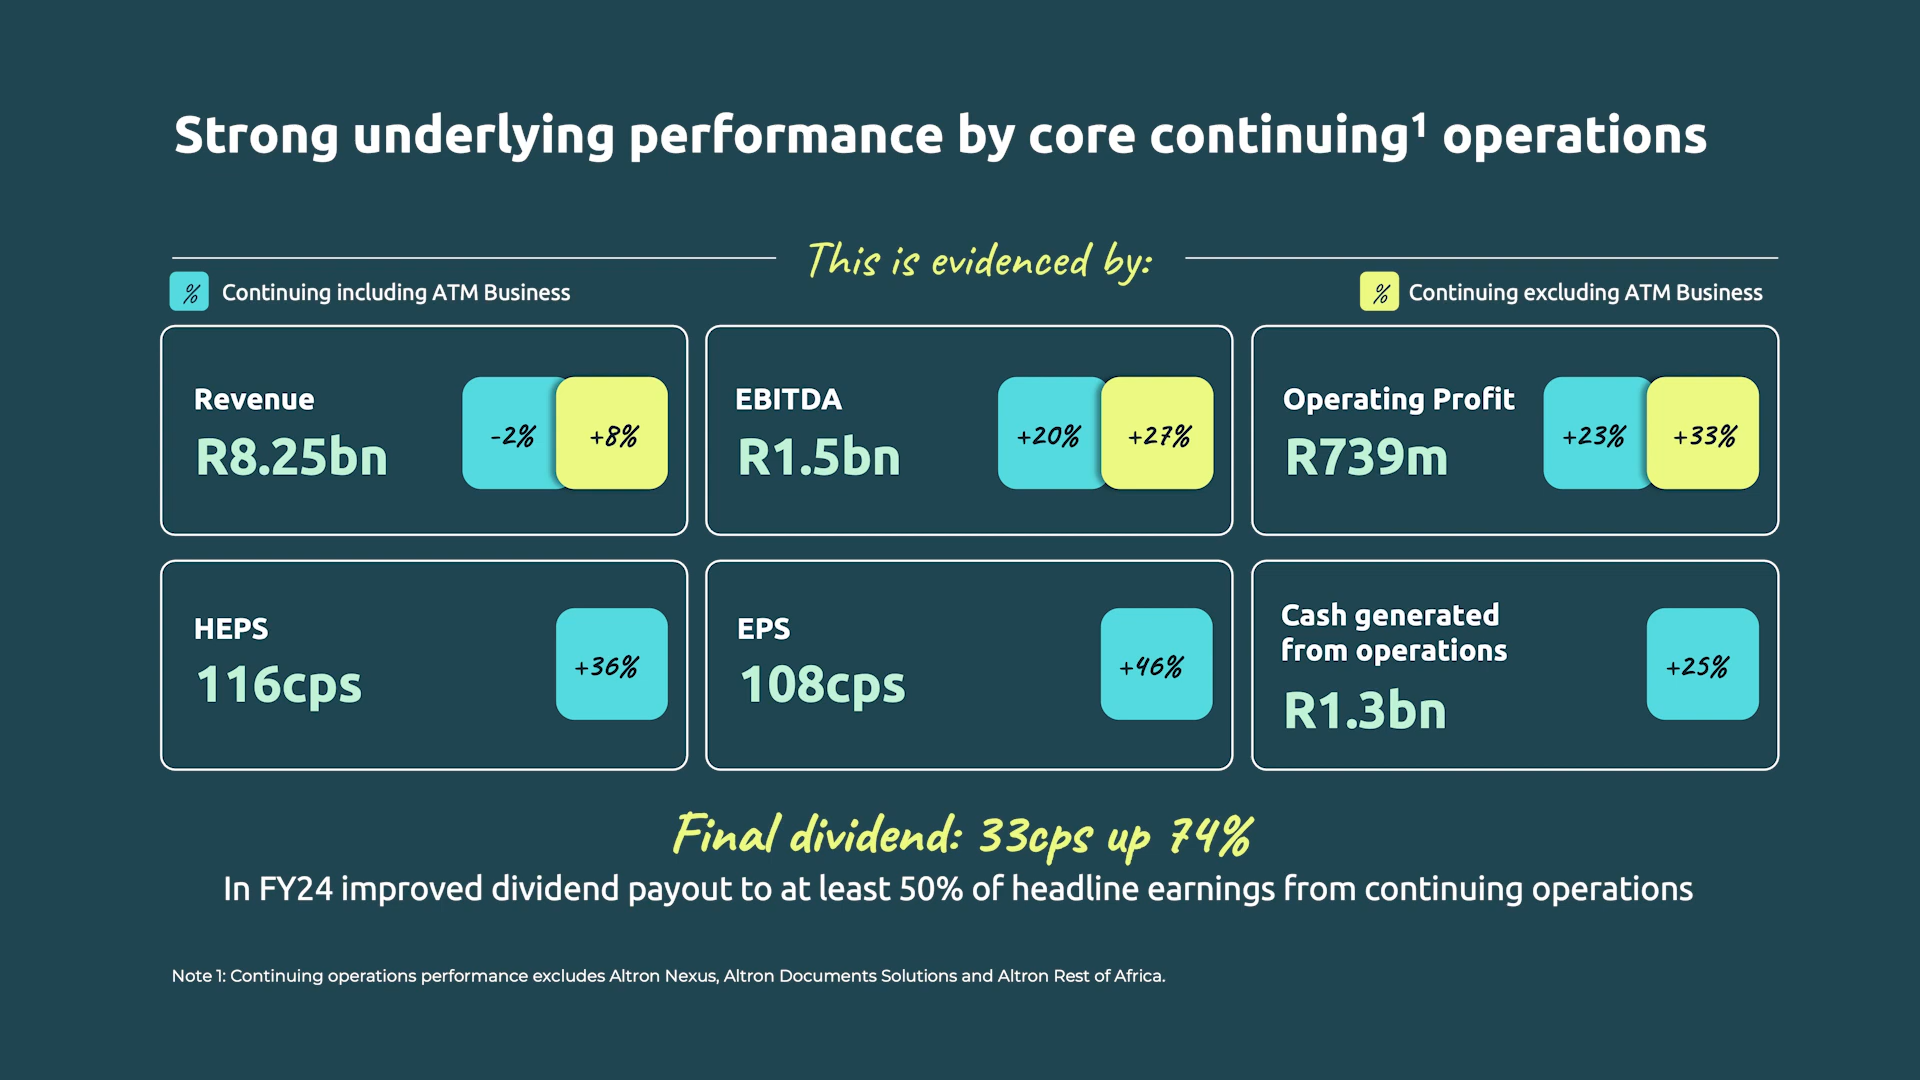 Strong underlying performance by core continuing¹ operations
This is evidenced by:
% Continuing including ATM Business
% Continuing excluding ATM Business
Revenue
R8.25bn
-2%
+8%
EBITDA
R1.5bn
+20%
+27%
Operating Profit
R739m
+23%
+33%
HEPS
116cps
+36%
EPS
108cps
+46%
Cash generated
from operations
R1.3bn
+25%
Final dividend: 33cps up 74%
In FY24 improved dividend payout to at least 50% of headline earnings from continuing operations
Note 1: Continuing operations performance excludes Altron Nexus, Altron Documents Solutions and Altron Rest of Africa.